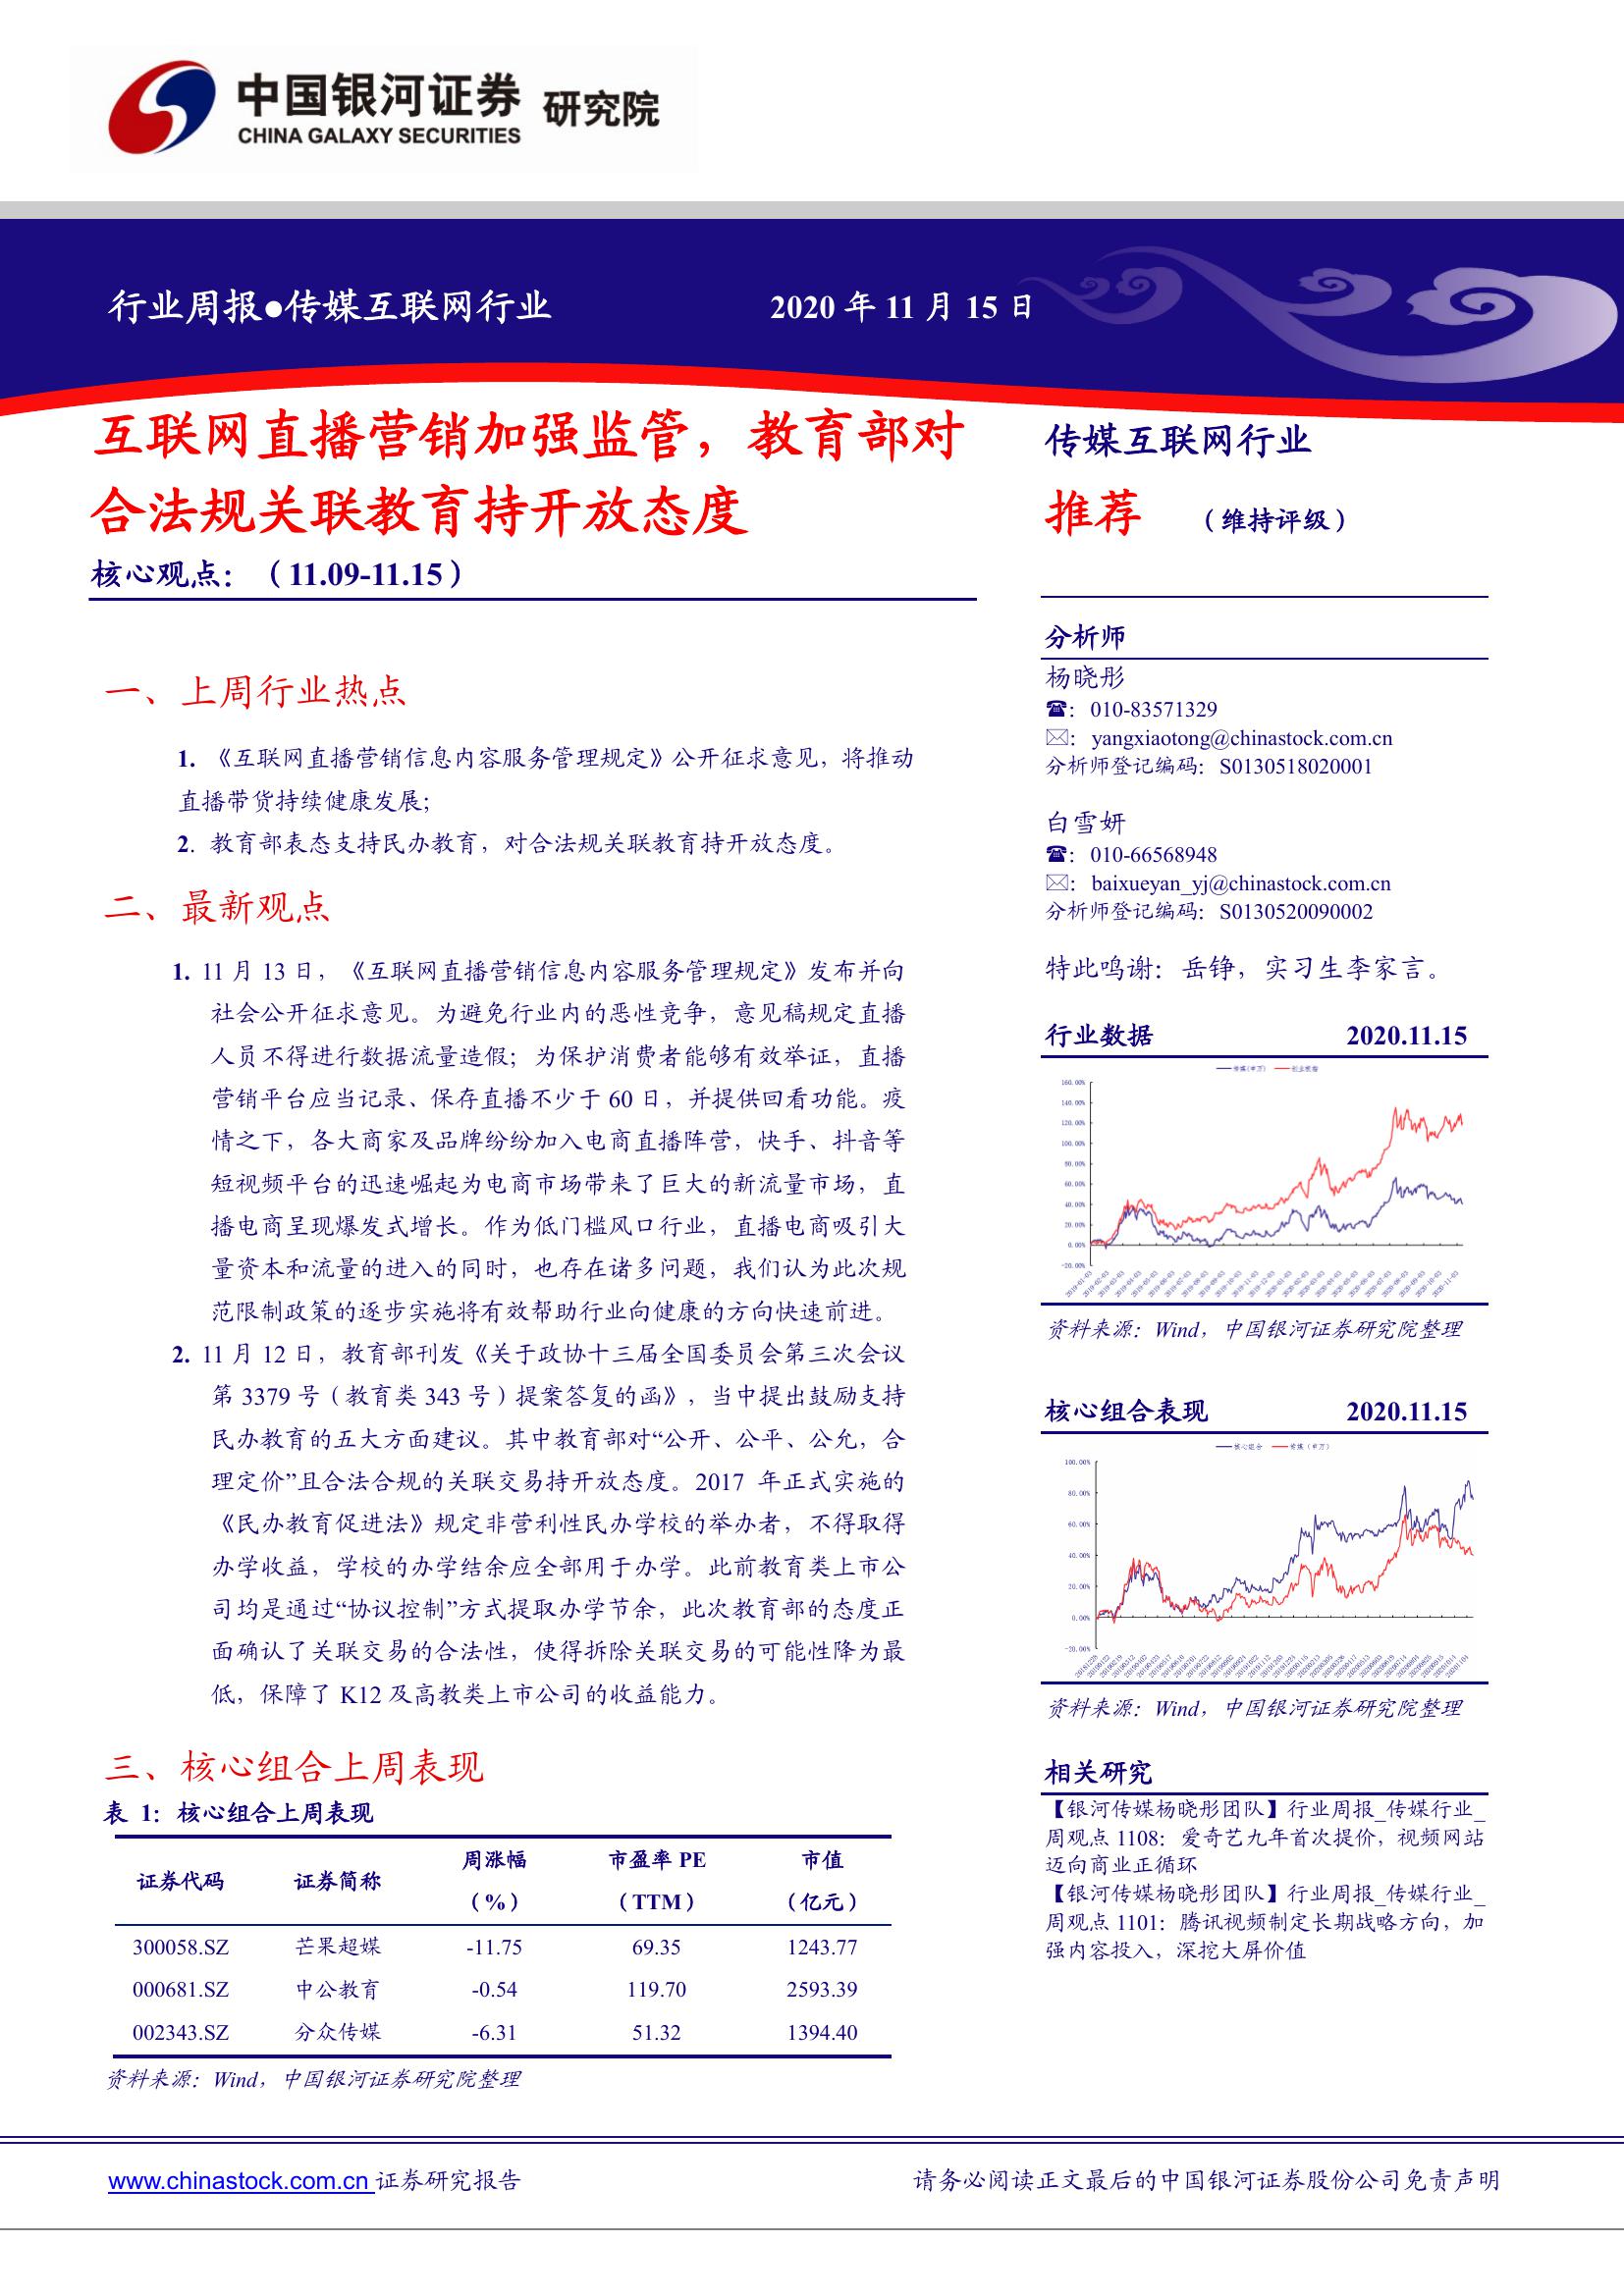 中国银河证券 研究院
CHINA GALAXY SECURITIES
行业周报●传媒互联网行业 2020 年 11 月 15 日
互联网直播营销加强监管，教育部对
合法规关联教育持开放态度
核心观点：（11.09-11.15）
一、上周行业热点
1. 《互联网直播营销信息内容服务管理规定》公开征求意见，将推动
直播带货持续健康发展；
2. 教育部表态支持民办教育，对合法规关联教育持开放态度。
二、最新观点
1. 11 月 13 日，《互联网直播营销信息内容服务管理规定》发布并向
社会公开征求意见。为避免行业内的恶性竞争，意见稿规定直播
人员不得进行数据流量造假；为保护消费者能够有效举证，直播
营销平台应当记录、保存直播不少于 60 日，并提供回看功能。疫
情之下，各大商家及品牌纷纷加入电商直播阵营，快手、抖音等
短视频平台的迅速崛起为电商市场带来了巨大的新流量市场，直
播电商呈现爆发式增长。作为低门槛风口行业，直播电商吸引大
量资本和流量的进入的同时，也存在诸多问题，我们认为此次规
范限制政策的逐步实施将有效帮助行业向健康的方向快速前进。
2. 11 月 12 日，教育部刊发《关于政协十三届全国委员会第三次会议
第 3379 号（教育类 343 号）提案答复的函》，当中提出鼓励支持
民办教育的五大方面建议。其中教育部对“公开、公平、公允，合
理定价”且合法合规的关联交易持开放态度。2017 年正式实施的
《民办教育促进法》规定非营利性民办学校的举办者，不得取得
办学收益，学校的办学结余应全部用于办学。此前教育类上市公
司均是通过“协议控制”方式提取办学节余，此次教育部的态度正
面确认了关联交易的合法性，使得拆除关联交易的可能性降为最
低，保障了 K12 及高教类上市公司的收益能力。
三、核心组合上周表现
表 1：核心组合上周表现
证券代码 证券简称 周涨幅（%） 市盈率 PE（TTM） 市值（亿元）
300058.SZ 芒果超媒 -11.75 69.35 1243.77
000681.SZ 中公教育 -0.54 119.70 2593.39
002343.SZ 分众传媒 -6.31 51.32 1394.40
资料来源：Wind，中国银河证券研究院整理
传媒互联网行业
推荐 （维持评级）
分析师
杨晓彤
☎：010-83571329
✉：yangxiaotong@chinastock.com.cn
分析师登记编码：S0130518020001
白雪妍
☎：010-66568948
✉：baixueyan_yj@chinastock.com.cn
分析师登记编码：S0130520090002
特此鸣谢：岳铮，实习生李家言。
行业数据 2020.11.15
传媒(申万) 创业板指
160.00%
140.00%
120.00%
100.00%
80.00%
60.00%
40.00%
20.00%
0.00%
-20.00%
资料来源：Wind，中国银河证券研究院整理
核心组合表现 2020.11.15
核心组合 传媒（申万）
100.00%
80.00%
60.00%
40.00%
20.00%
0.00%
-20.00%
资料来源：Wind，中国银河证券研究院整理
相关研究
【银河传媒杨晓彤团队】行业周报_传媒行业_
周观点 1108：爱奇艺九年首次提价，视频网站
迈向商业正循环
【银河传媒杨晓彤团队】行业周报_传媒行业_
周观点 1101：腾讯视频制定长期战略方向，加
强内容投入，深挖大屏价值
www.chinastock.com.cn 证券研究报告 请务必阅读正文最后的中国银河证券股份公司免责声明